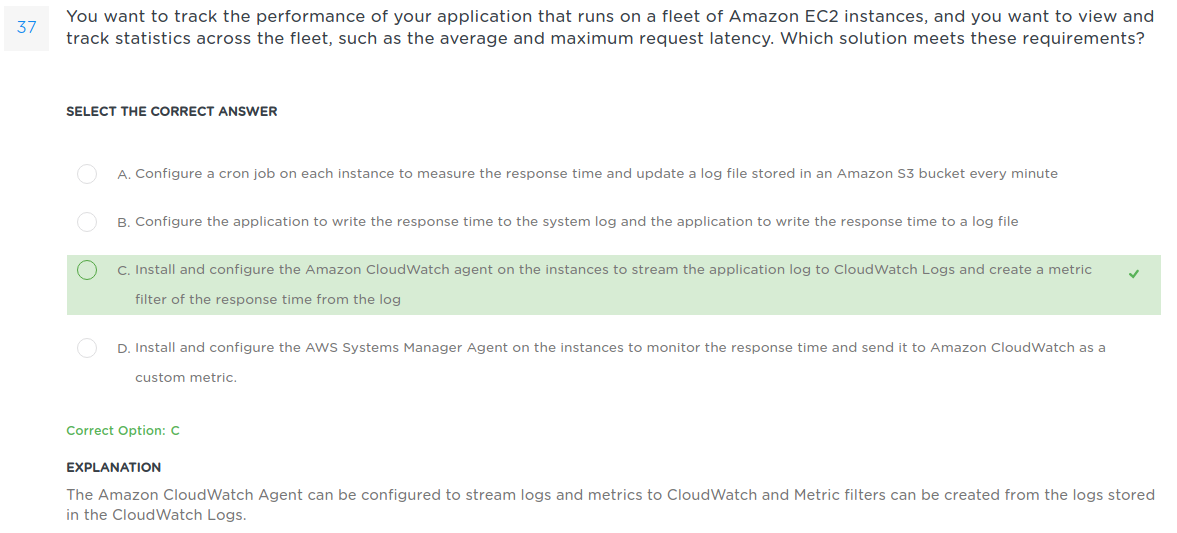 37
You want to track the performance of your application that runs on a fleet of Amazon EC2 instances, and you want to view and
track statistics across the fleet, such as the average and maximum request latency. Which solution meets these requirements?
SELECT THE CORRECT ANSWER
A. Configure a cron job on each instance to measure the response time and update a log file stored in an Amazon S3 bucket every minute
B. Configure the application to write the response time to the system log and the application to write the response time to a log file
C. Install and configure the Amazon CloudWatch agent on the instances to stream the application log to CloudWatch Logs and create a metric
filter of the response time from the log
D. Install and configure the AWS Systems Manager Agent on the instances to monitor the response time and send it to Amazon CloudWatch as a
custom metric.
Correct Option: C
EXPLANATION
The Amazon CloudWatch Agent can be configured to stream logs and metrics to CloudWatch and Metric filters can be created from the logs stored
in the CloudWatch Logs.